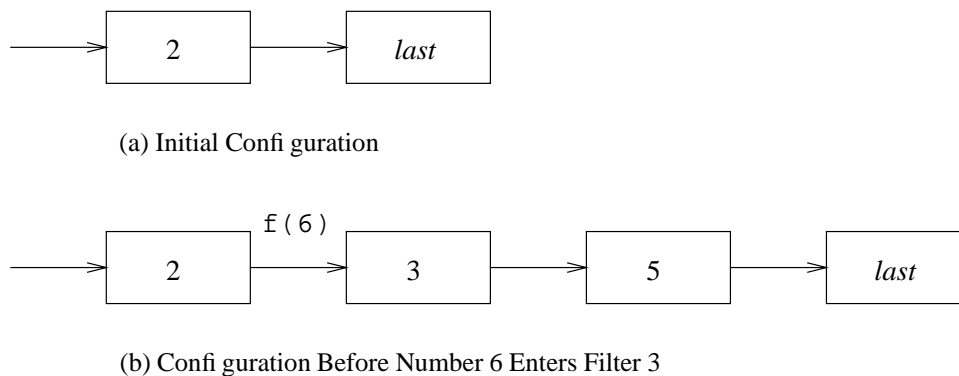 2 last
(a) Initial Confi guration
f(6)
2 3 5 last
(b) Confi guration Before Number 6 Enters Filter 3